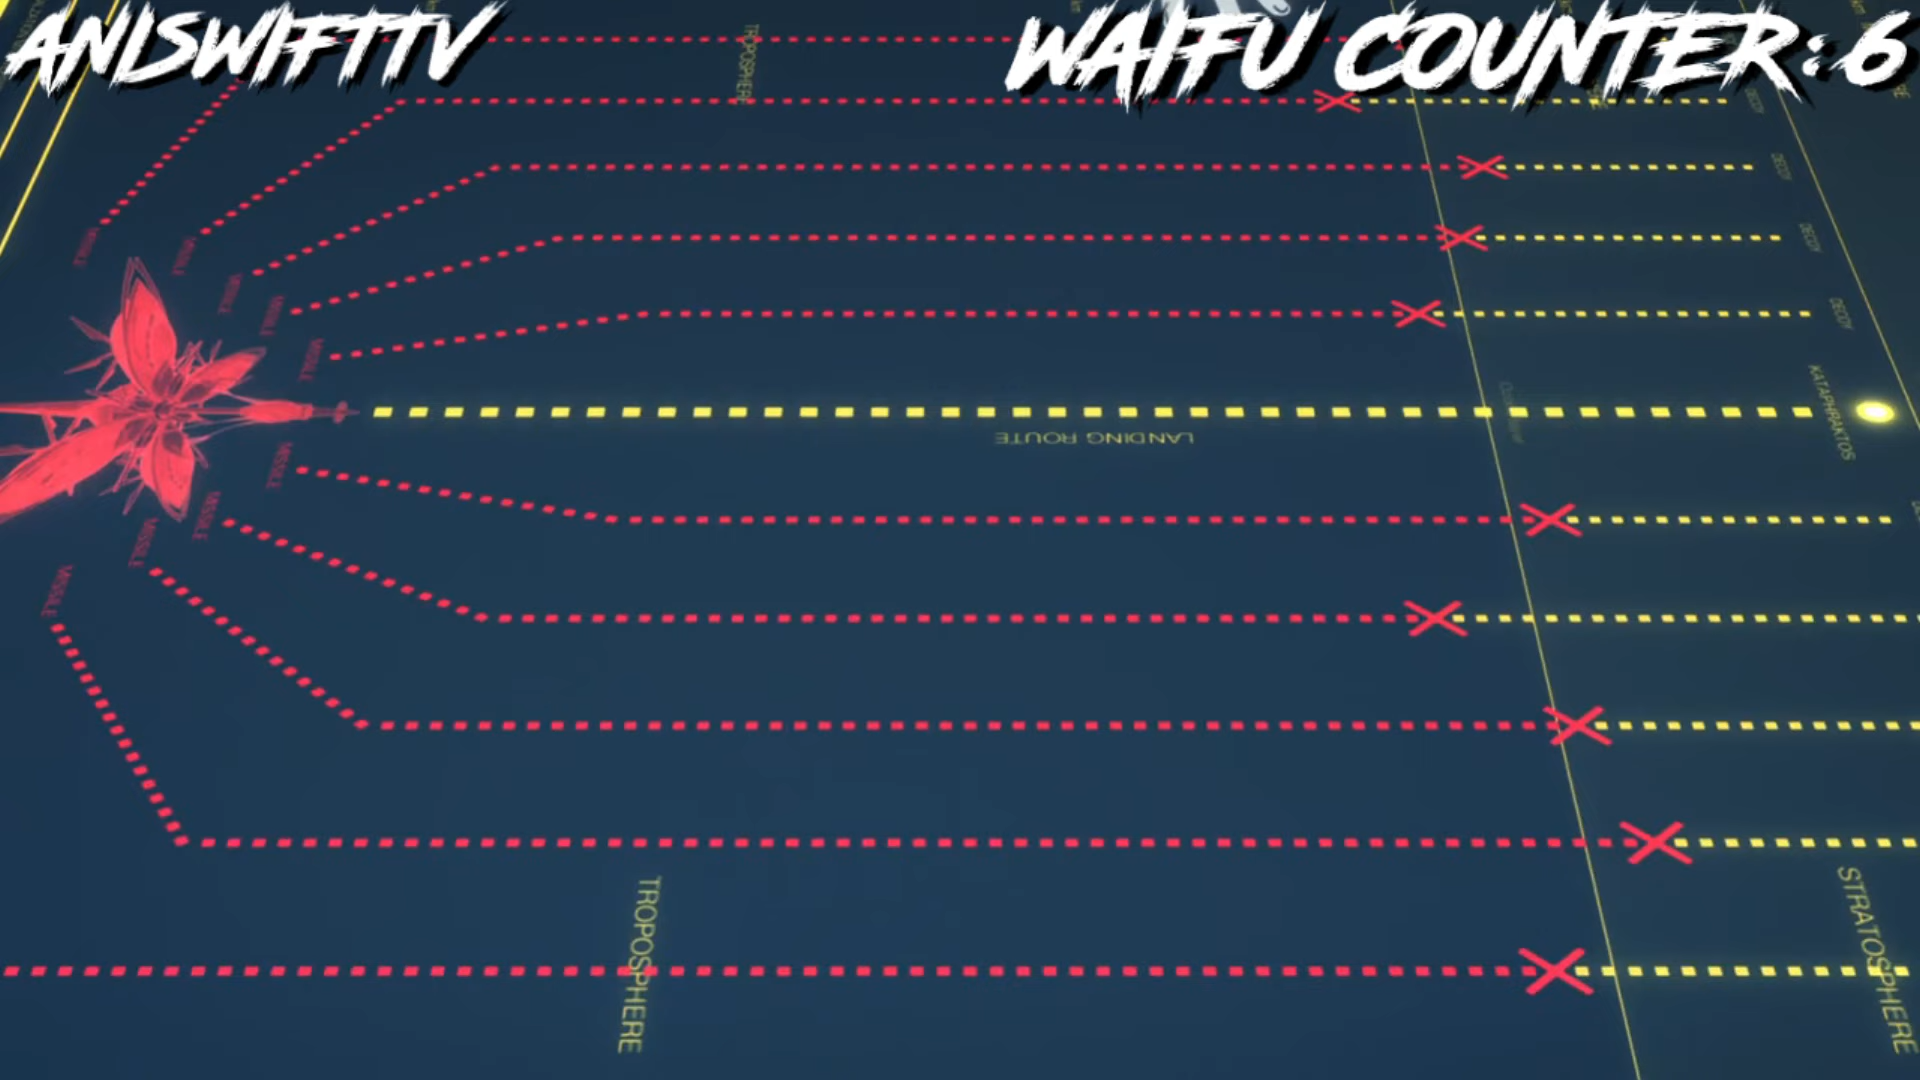 ANISWIFTTV
WAIFU COUNTER: 6
TROPOSPHERE
DECOY
DECOY
DECOY
DECOY
MISSILE
MISSILE
MISSILE
MISSILE
MISSILE
KATAPHRAKTOS
LANDING ROUTE
MISSILE
MISSILE
MISSILE
MISSILE
TROPOSPHERE
STRATOSPHERE